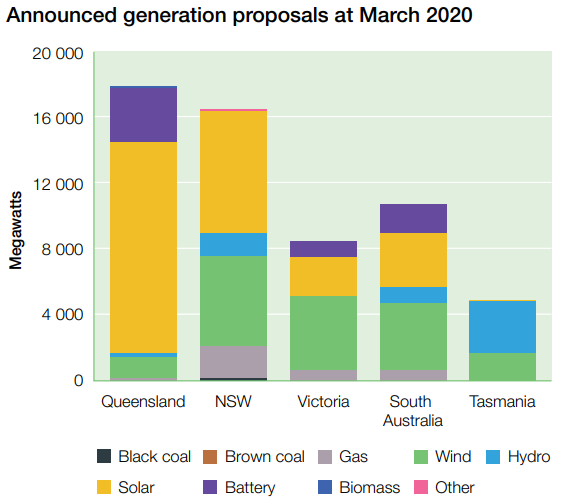 Announced generation proposals at March 2020
20 000
16 000
12 000
8 000
4 000
0
Megawatts
Queensland NSW Victoria South Australia Tasmania
Black coal Brown coal Gas Wind Hydro
Solar Battery Biomass Other